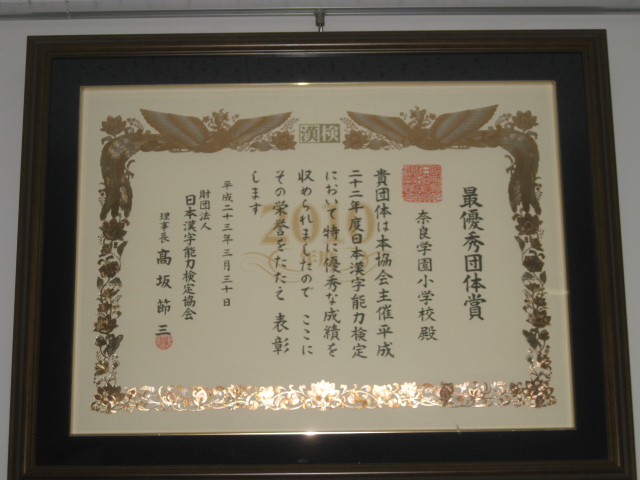 漢検
最優秀団体賞
奈良学園小学校殿
貴団体は本協会主催平成
二十二年度日本漢字能力検定
において特に優秀な成績を
収められましたので ここに
その栄誉をたたえ 表彰
します
平成二十三年三月三十日
財団法人
日本漢字能力検定協会
理事長 髙坂節三
2010